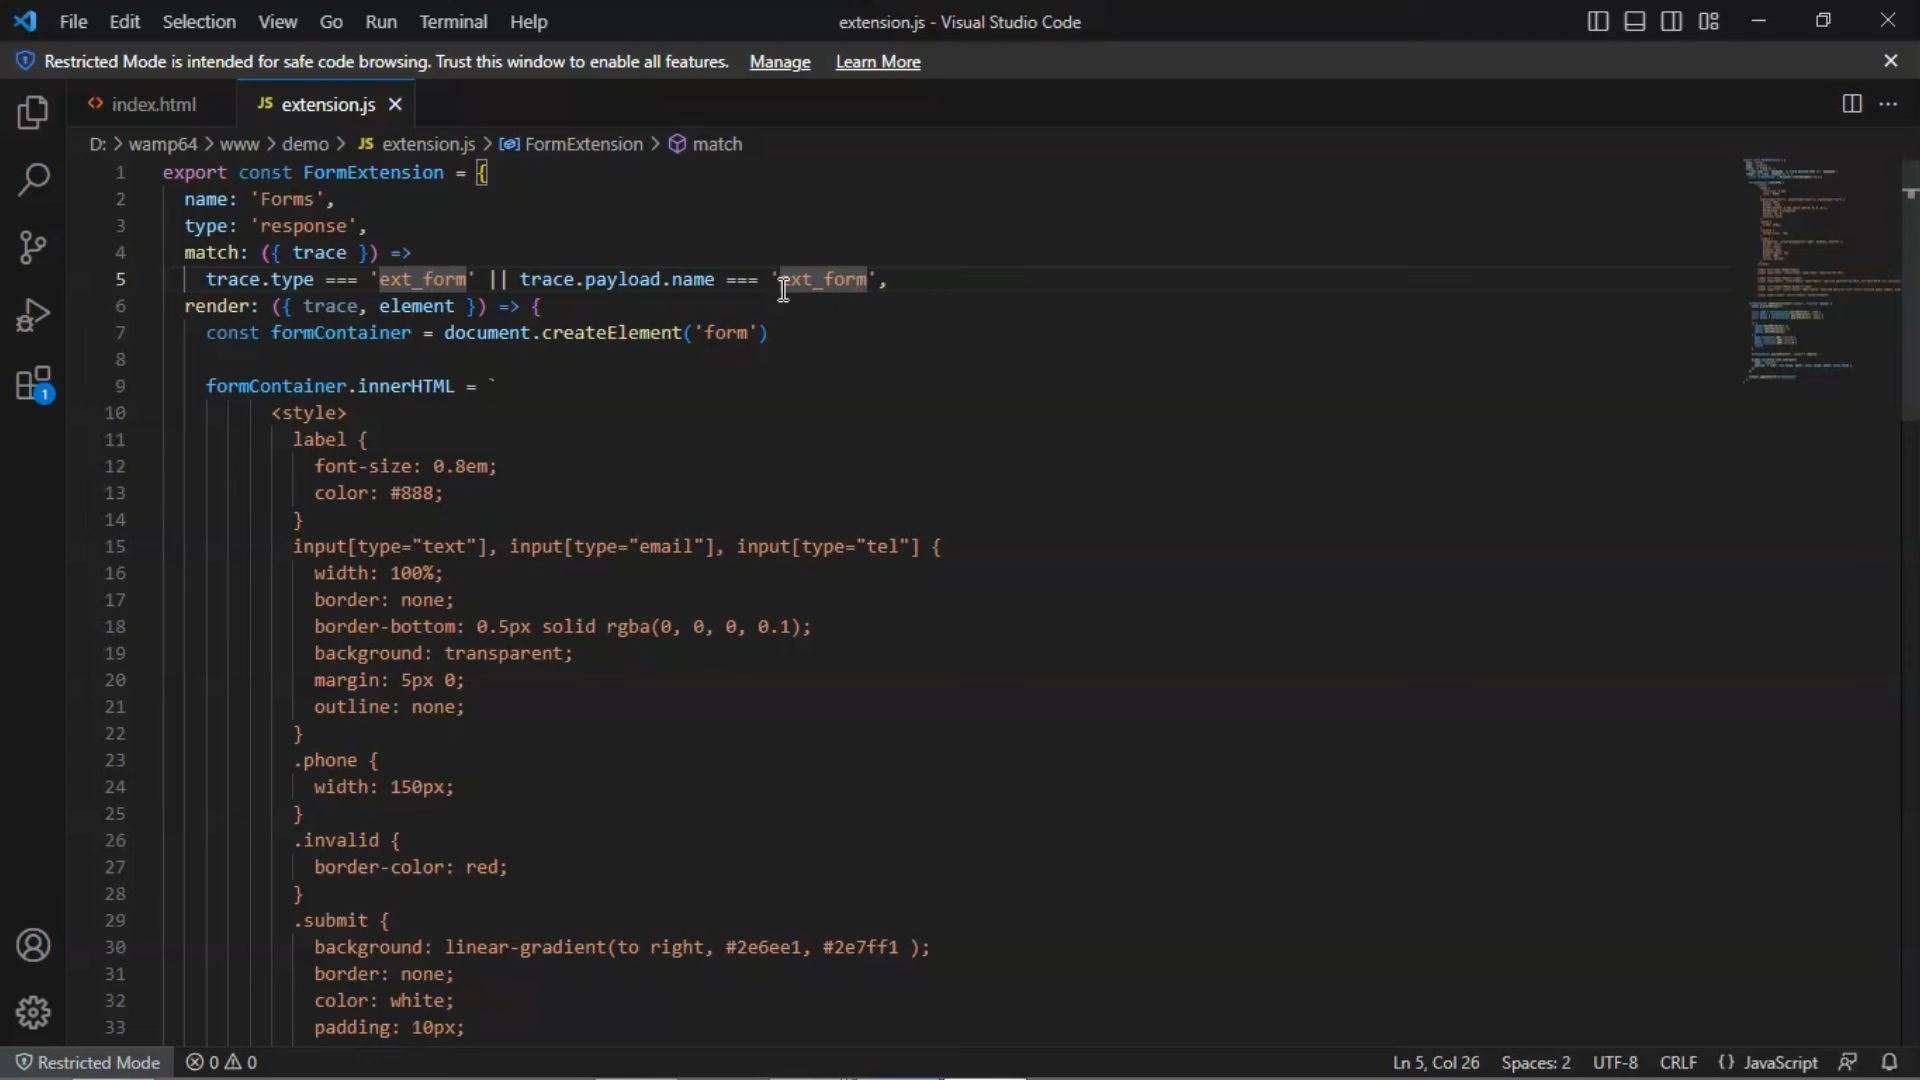 File Edit Selection View Go Run Terminal Help extension.js - Visual Studio Code
Restricted Mode is intended for safe code browsing. Trust this window to enable all features. Manage Learn More
index.html JS extension.js
D: > wamp64 > www > demo > JS extension.js > FormExtension > match
1 export const FormExtension = {
2 name: 'Forms',
3 type: 'response',
4 match: ({ trace }) =>
5 trace.type === 'ext_form' || trace.payload.name === 'ext_form',
6 render: ({ trace, element }) => {
7 const formContainer = document.createElement('form')
8
9 formContainer.innerHTML = `
10 <style>
11 label {
12 font-size: 0.8em;
13 color: #888;
14 }
15 input[type="text"], input[type="email"], input[type="tel"] {
16 width: 100%;
17 border: none;
18 border-bottom: 0.5px solid rgba(0, 0, 0, 0.1);
19 background: transparent;
20 margin: 5px 0;
21 outline: none;
22 }
23 .phone {
24 width: 150px;
25 }
26 .invalid {
27 border-color: red;
28 }
29 .submit {
30 background: linear-gradient(to right, #2e6ee1, #2e7ff1 );
31 border: none;
32 color: white;
33 padding: 10px;
1
Restricted Mode 0 0 Ln 5, Col 26 Spaces: 2 UTF-8 CRLF {} JavaScript